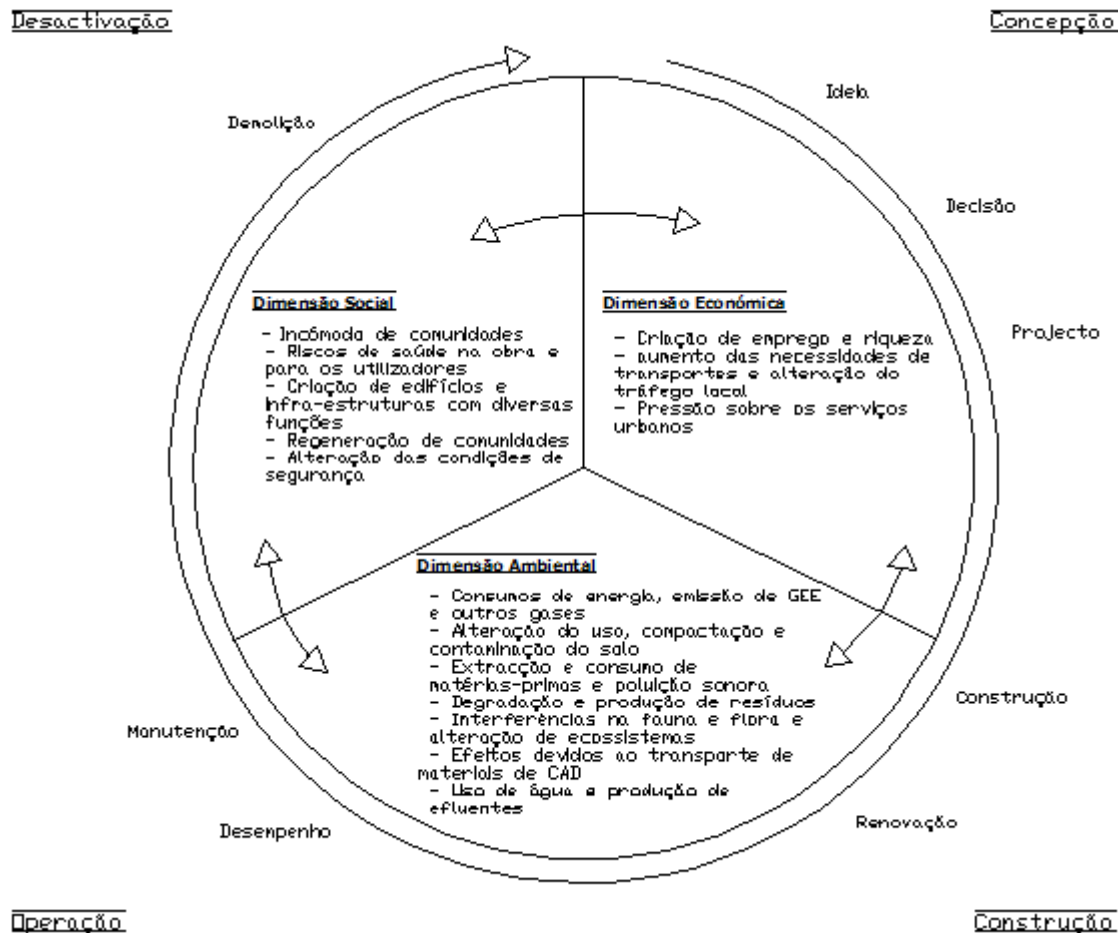 Desactivação
Concepção
Ideia
Demolição
Decisão
Dimensão Social
- Incómoda de comunidades
- Riscos de saúde na obra e
para os utilizadores
- Criação de edifícios e
infra-estruturas com diversas
funções
- Regeneração de comunidades
- Alteração das condições de
segurança
Dimensão Económica
- Criação de emprego e riqueza
- aumento das necessidades de
transportes e alteração do
tráfego local
- Pressão sobre os serviços
urbanos
Projecto
Dimensão Ambiental
- Consumos de energia, emissão de GEE
e outros gases
- Alteração do uso, compactação e
contaminação do solo
- Extracção e consumo de
matérias-primas e poluição sonora
- Degradação e produção de resíduos
- Interferências na fauna e flora e
alteração de ecossistemas
- Efeitos devidos ao transporte de
materiais de CAD
- Uso de água e produção de
efluentes
Construção
Manutenção
Desempenho
Renovação
Operação
Construção